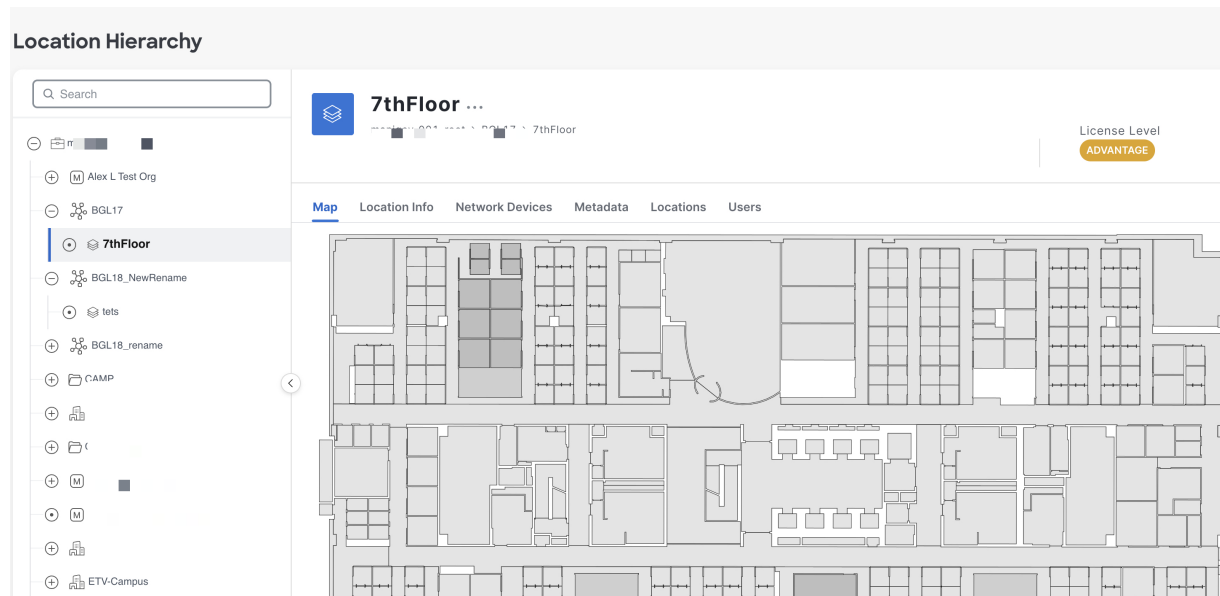 Location Hierarchy
Search
Alex L Test Org
BGL17
7thFloor
BGL18_NewRename
tets
BGL18_rename
CAMP
ETV-Campus
7thFloor ...
BGL17 > 7thFloor
License Level
ADVANTAGE
Map Location Info Network Devices Metadata Locations Users